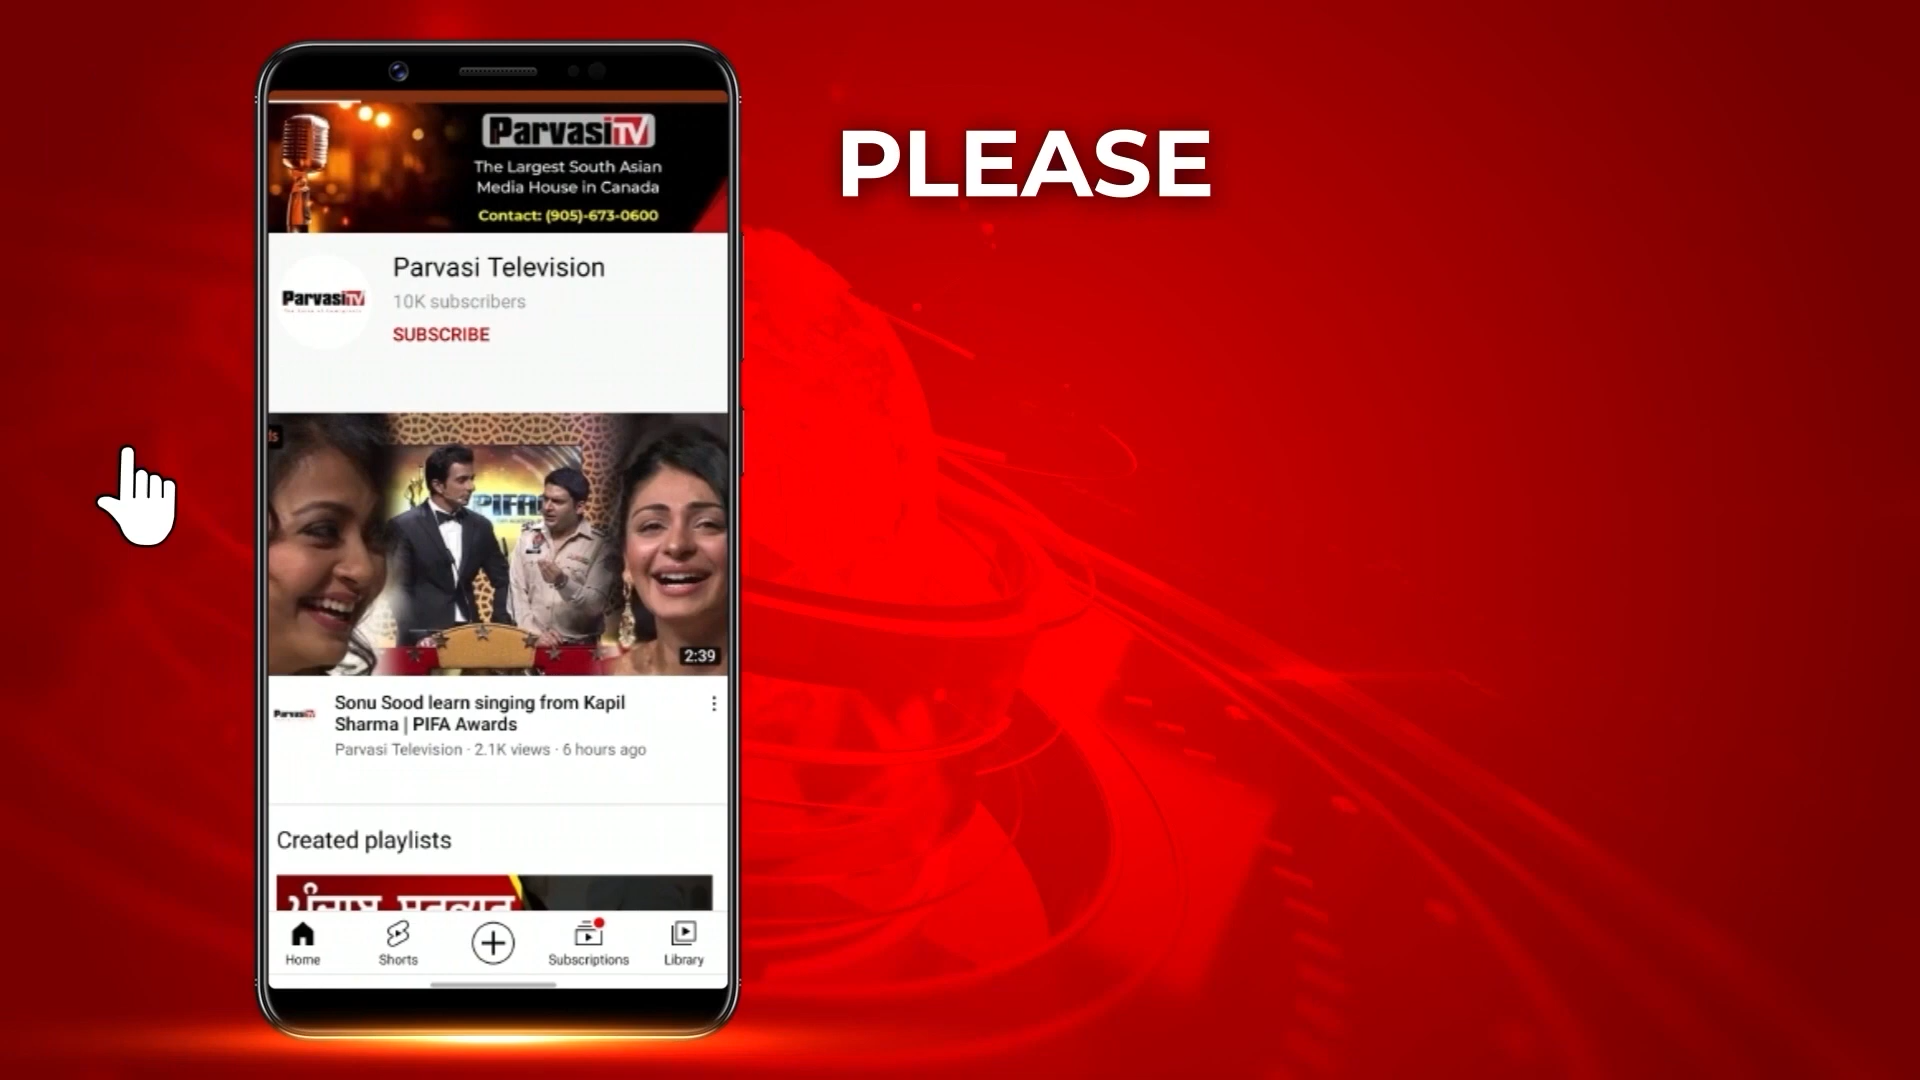 ParvasiTV
The Largest South Asian
Media House in Canada
Contact: (905)-673-0600
PLEASE
Parvasi Television
ParvasiTV
10K subscribers
SUBSCRIBE
PIFA
2:39
Sonu Sood learn singing from Kapil
ParvasiTV
Sharma | PIFA Awards
Parvasi Television · 2.1K views · 6 hours ago
Created playlists
Home
Shorts
Subscriptions
Library